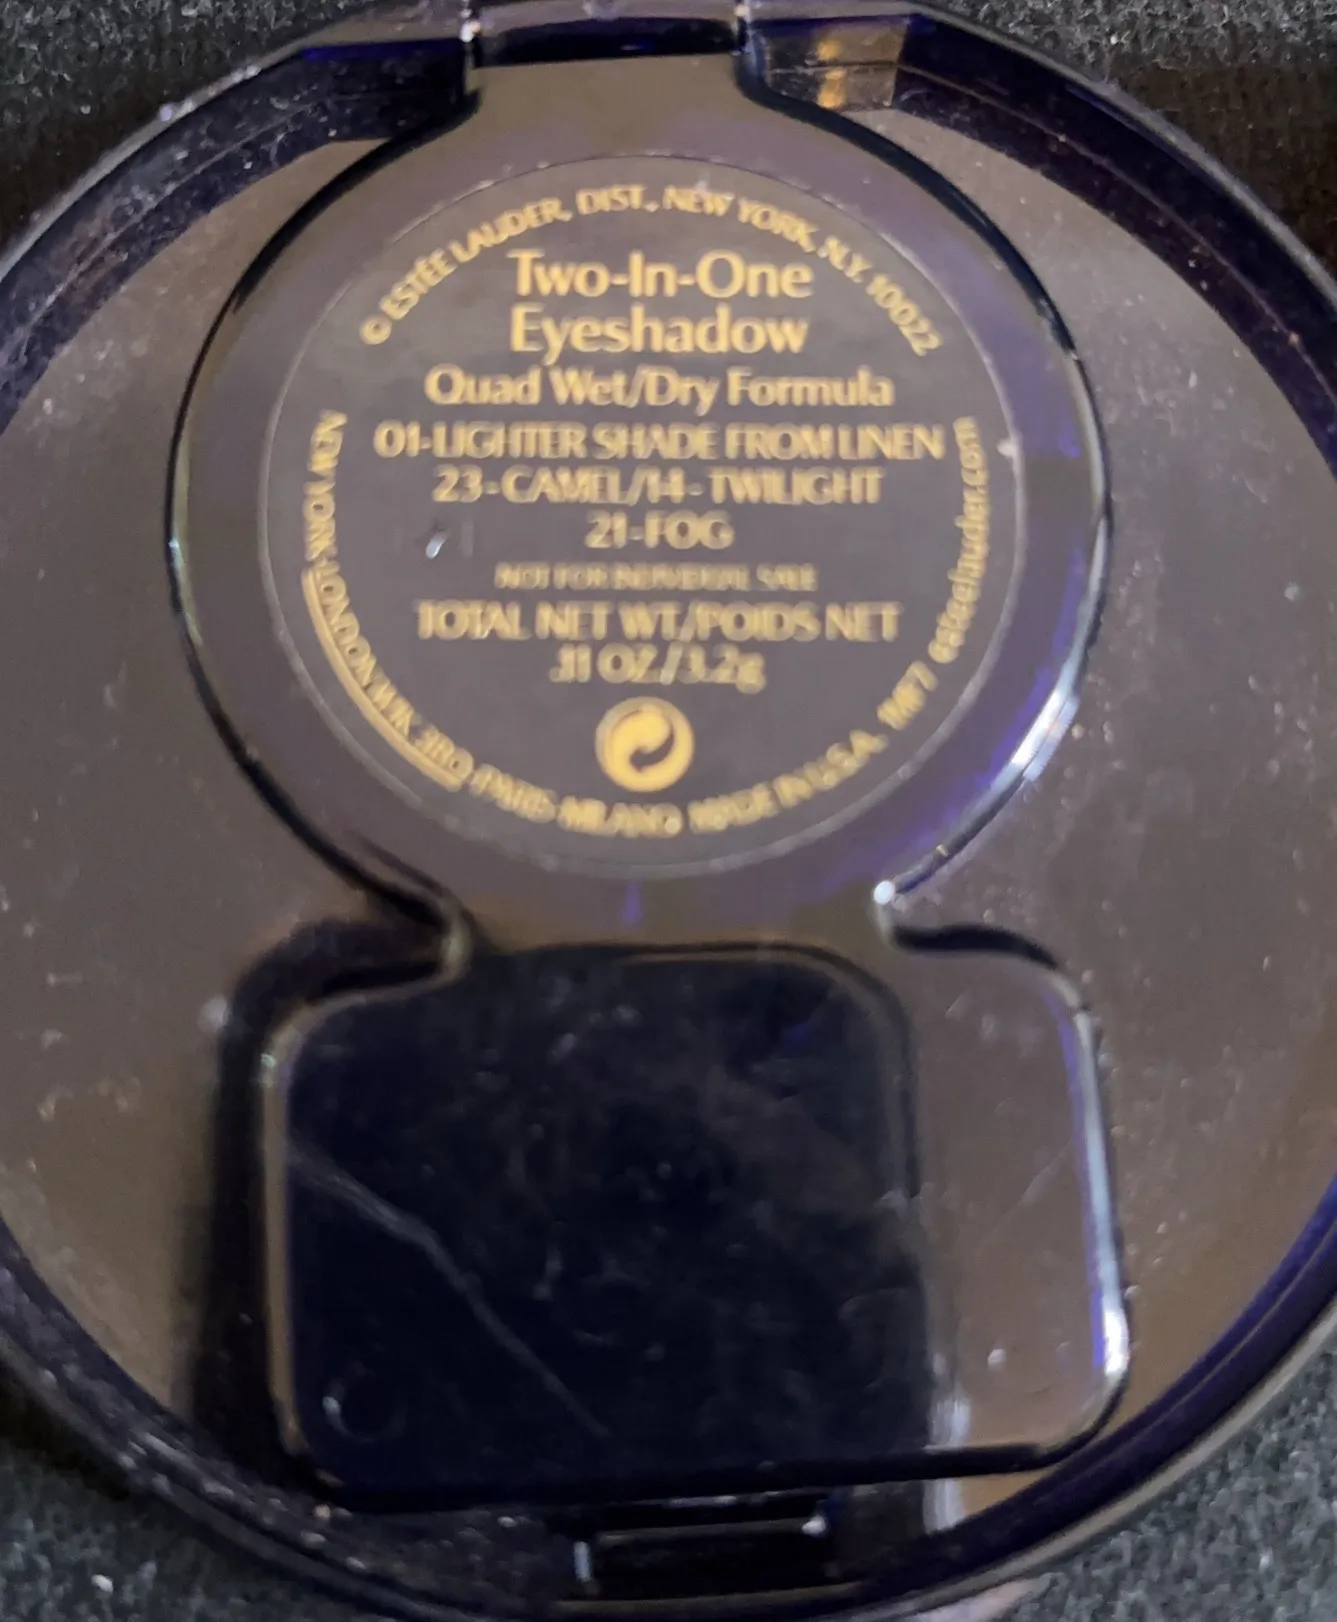 © ESTÉE LAUDER, DIST., NEW YORK, N.Y. 10022
Two-In-One
Eyeshadow
Quad Wet/Dry Formula
01-LIGHTER SHADE FROM LINEN
23-CAMEL/14-TWILIGHT
21-FOG
NOT FOR INDIVIDUAL SALE
TOTAL NET WT./POIDS NET
.11 OZ./3.2g
NEW YORK•LONDON W1K 3BQ•PARIS•MILANO MADE IN U.S.A. 1MF7 esteelauder.com